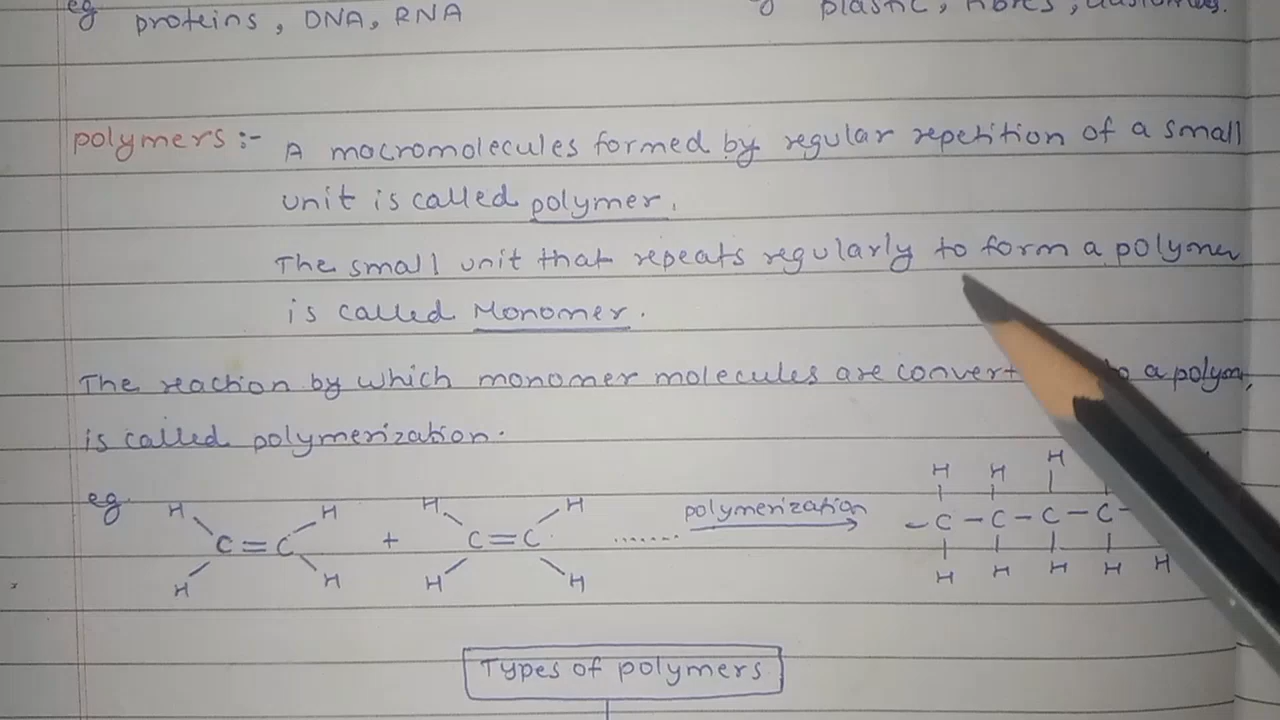 eg proteins, DNA, RNA
plastic,
polymers:- A macromolecules formed by regular repetition of a small
unit is called polymer.
The small unit that repeats regularly to form a polymer
is called Monomer.
The reaction by which monomer molecules are convert a polym
is called polymerization.
eg H H H H polymerization H H H
C=C + C=C ....... - C - C - C - C -
H H H H H H H H H
Types of polymers